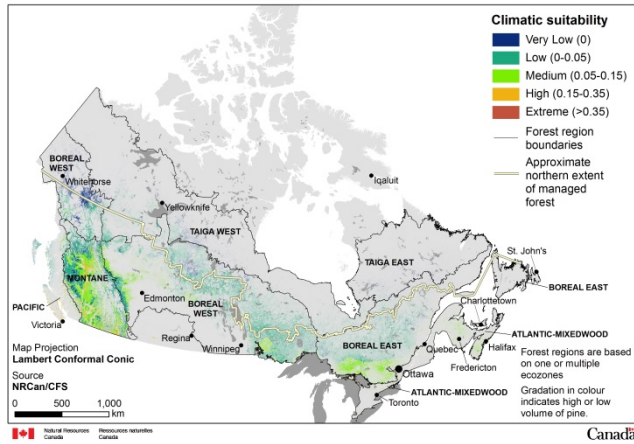 Climatic suitability
Very Low (0)
Low (0-0.05)
Medium (0.05-0.15)
High (0.15-0.35)
Extreme (>0.35)
Forest region
boundaries
Approximate
northern extent
of managed
forest
BOREAL
WEST
Whitehorse
Iqaluit
Yellowknife
TAIGA WEST
St. John's
TAIGA EAST
MONTANE
BOREAL EAST
Edmonton
BOREAL
WEST
Charlottetown
PACIFIC
Victoria
Regina
Winnipeg
BOREAL EAST
Quebec
ATLANTIC-MIXEDWOOD
Halifax
Fredericton
Ottawa
ATLANTIC-MIXEDWOOD
Toronto
Map Projection
Lambert Conformal Conic
Source
NRCan/CFS
0 500 1,000
km
Forest regions are based
on one or multiple
ecozones
Gradation in colour
indicates high or low
volume of pine.
Natural Resources
Canada
Ressources naturelles
Canada
Canada